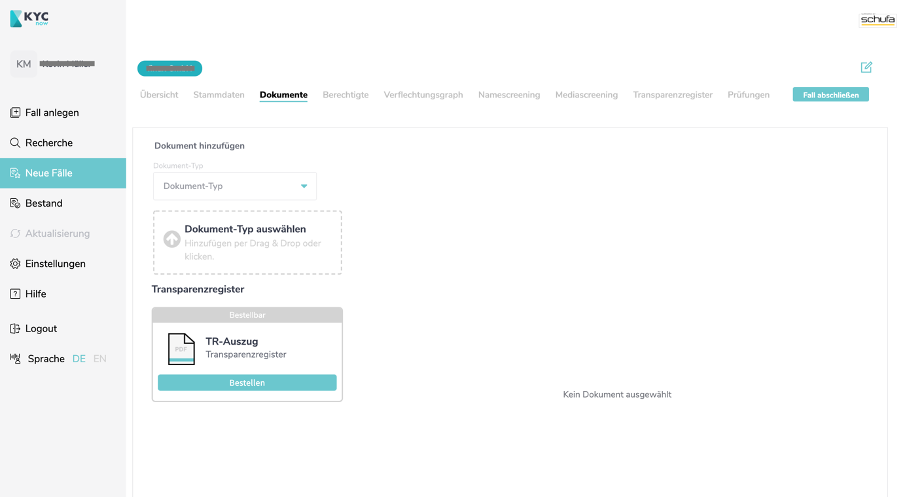 KYC
now
schufa
KM
Fall anlegen
Recherche
Neue Fälle
Bestand
Aktualisierung
Einstellungen
? Hilfe
Logout
Sprache DE EN
Übersicht Stammdaten Dokumente Berechtigte Verflechtungsgraph Namescreening Mediascreening Transparenzregister Prüfungen Fall abschließen
Dokument hinzufügen
Dokument-Typ
Dokument-Typ
Dokument-Typ auswählen
Hinzufügen per Drag & Drop oder
klicken.
Transparenzregister
Bestellbar
PDF
TR-Auszug
Transparenzregister
Bestellen
Kein Dokument ausgewählt